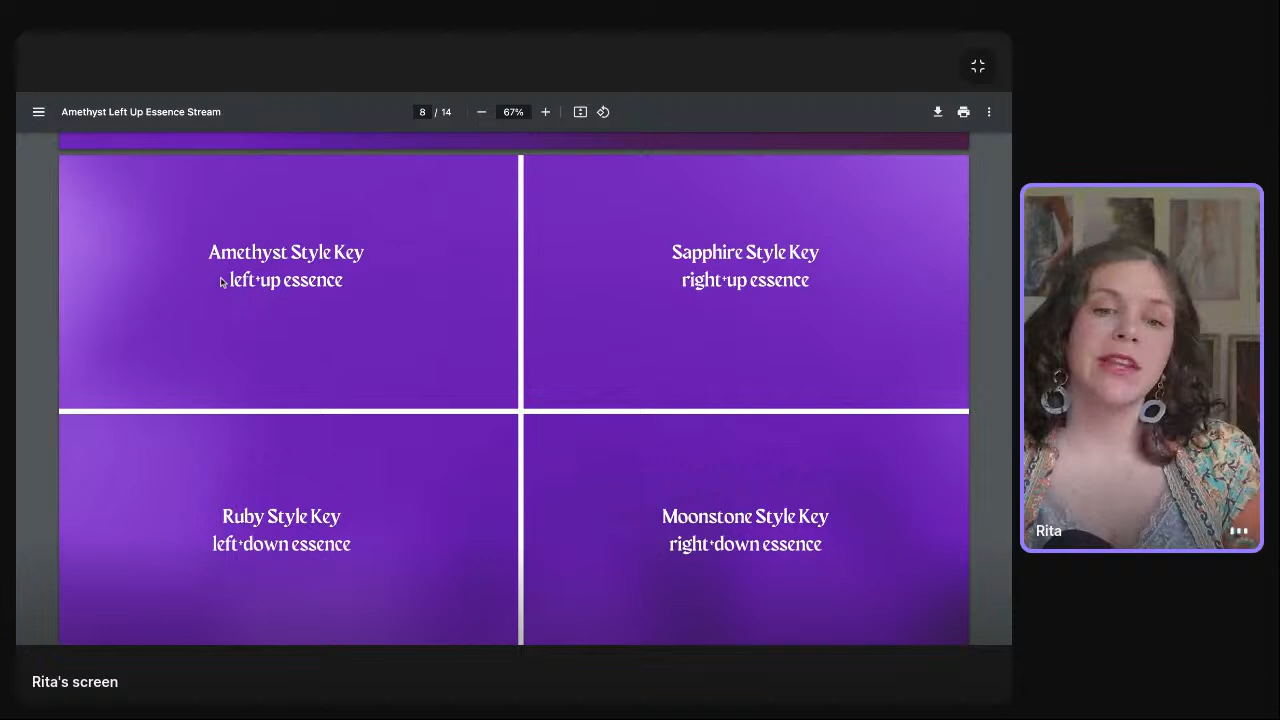 Amethyst Left Up Essence Stream
8 / 14
67%
Amethyst Style Key
left+up essence
Sapphire Style Key
right+up essence
Ruby Style Key
left+down essence
Moonstone Style Key
right+down essence
Rita
Rita's screen